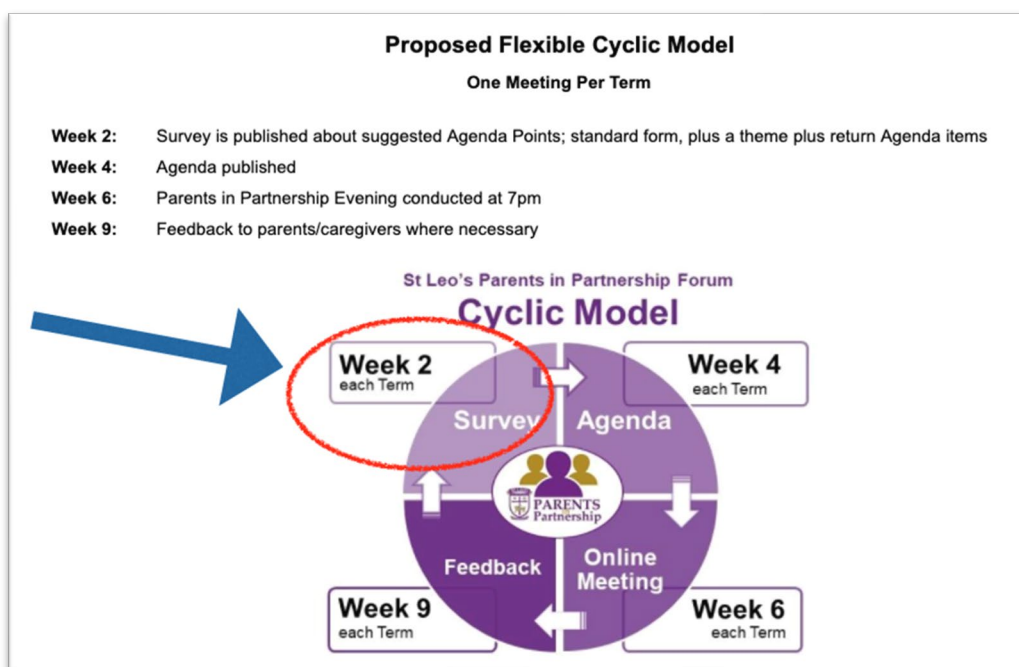 Proposed Flexible Cyclic Model
One Meeting Per Term
Week 2: Survey is published about suggested Agenda Points; standard form, plus a theme plus return Agenda items
Week 4: Agenda published
Week 6: Parents in Partnership Evening conducted at 7pm
Week 9: Feedback to parents/caregivers where necessary
St Leo's Parents in Partnership Forum
Cyclic Model
Week 2
each Term
Week 4
each Term
Survey
Agenda
PARENTS
Partnership
Feedback
Online
Meeting
Week 9
each Term
Week 6
each Term